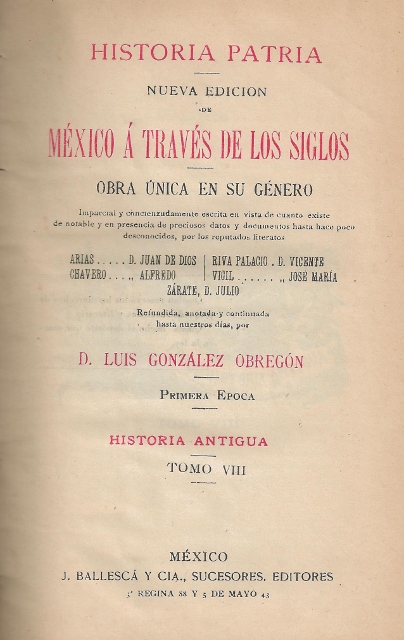 HISTORIA PATRIA
NUEVA EDICION
DE
MÉXICO Á TRAVÉS DE LOS SIGLOS
OBRA ÚNICA EN SU GÉNERO
Imparcial y concienzudamente escrita en vista de cuanto existe
de notable y en presencia de preciosos datos y documentos hasta hace poco
desconocidos, por los reputados literatos
ARIAS ..... D. JUAN DE DIOS | RIVA PALACIO .. D. VICENTE
CHAVERO .... „ ALFREDO | VIGIL ....... „ JOSÉ MARÍA
ZÁRATE, D. JULIO
Refundida, anotada y continuada
hasta nuestros días, por
D. LUIS GONZÁLEZ OBREGÓN
PRIMERA EPOCA
HISTORIA ANTIGUA
TOMO VIII
MÉXICO
J. BALLESCÁ Y CIA., SUCESORES, EDITORES
3ª REGINA 88 Y 5 DE MAYO 43